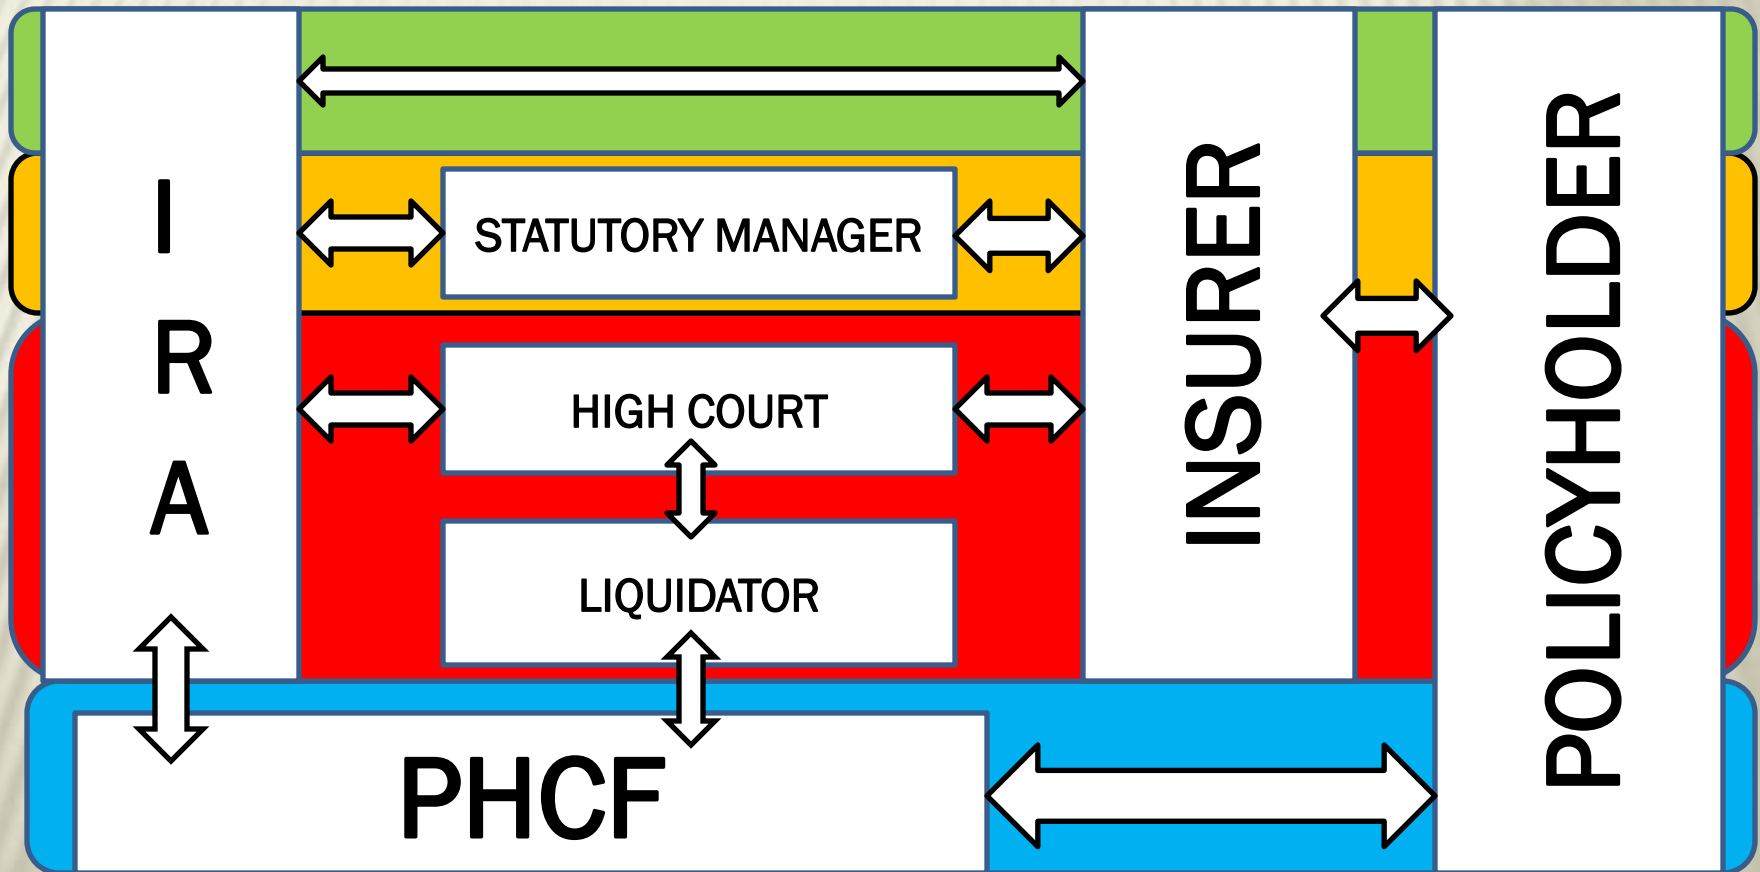 IRA
STATUTORY MANAGER
HIGH COURT
LIQUIDATOR
INSURER
POLICYHOLDER
PHCF